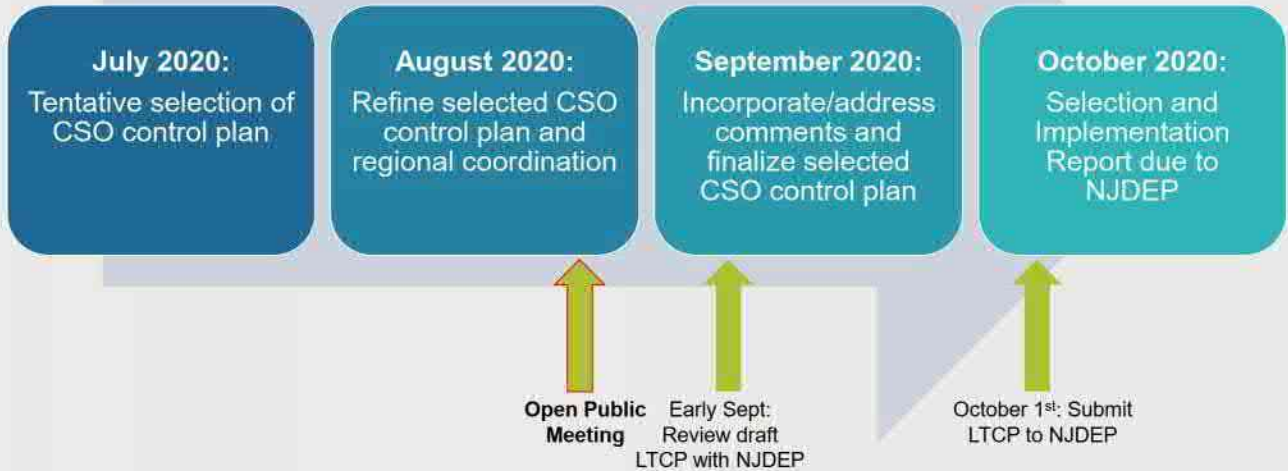 July 2020:
Tentative selection of
CSO control plan
August 2020:
Refine selected CSO
control plan and
regional coordination
September 2020:
Incorporate/address
comments and
finalize selected
CSO control plan
October 2020:
Selection and
Implementation
Report due to
NJDEP
Open Public
Meeting
Early Sept:
Review draft
LTCP with NJDEP
October 1st: Submit
LTCP to NJDEP